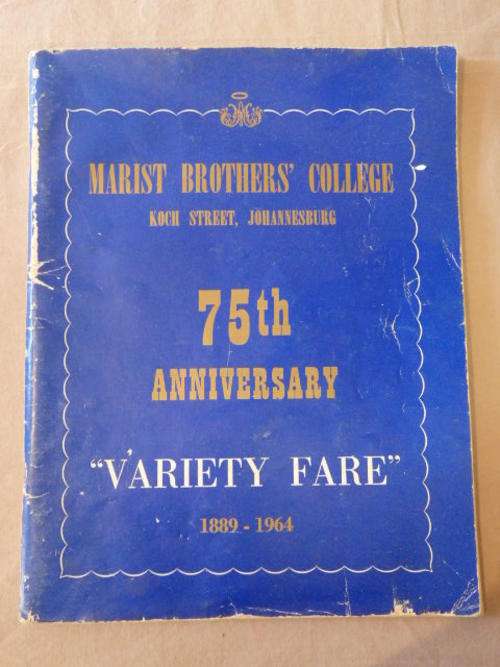 MARIST BROTHERS' COLLEGE
KOCH STREET, JOHANNESBURG
75th
ANNIVERSARY
"VARIETY FARE"
1889 - 1964